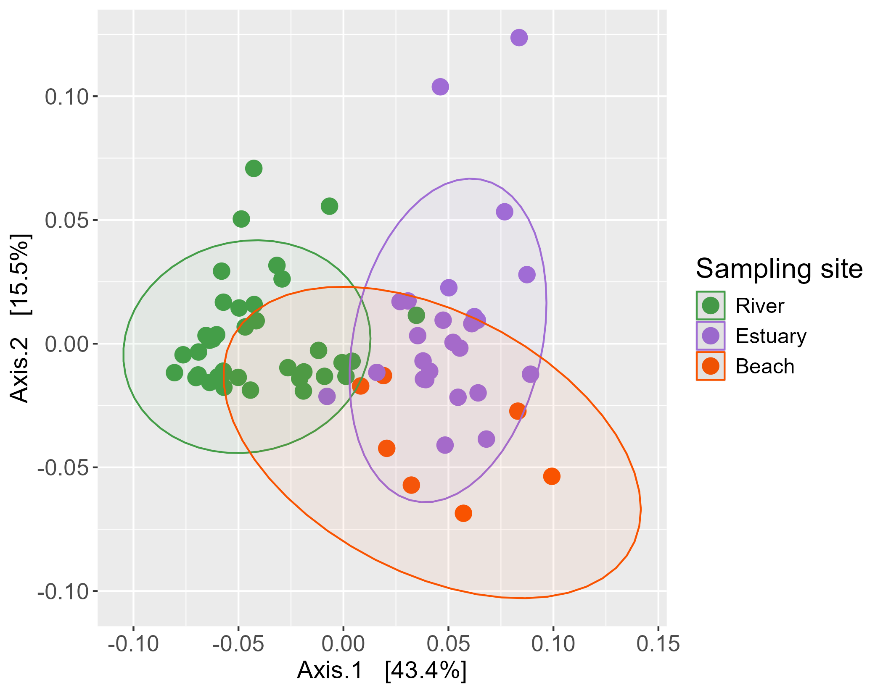 0.10
0.05
0.00
-0.05
-0.10
Axis.2 [15.5%]
-0.10 -0.05 0.00 0.05 0.10 0.15
Axis.1 [43.4%]
Sampling site
River
Estuary
Beach